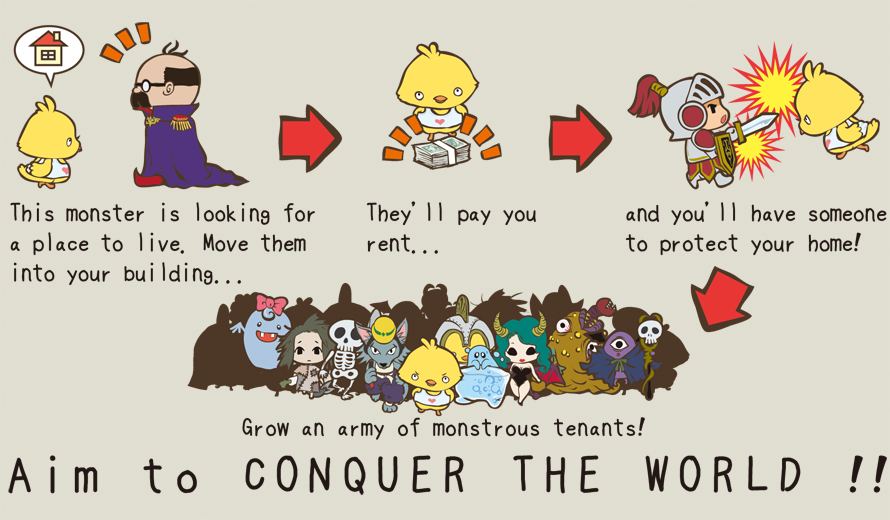 This monster is looking for
a place to live. Move them
into your building...
They'll pay you
rent...
and you'll have someone
to protect your home!
Grow an army of monstrous tenants!
Aim to CONQUER THE WORLD !!